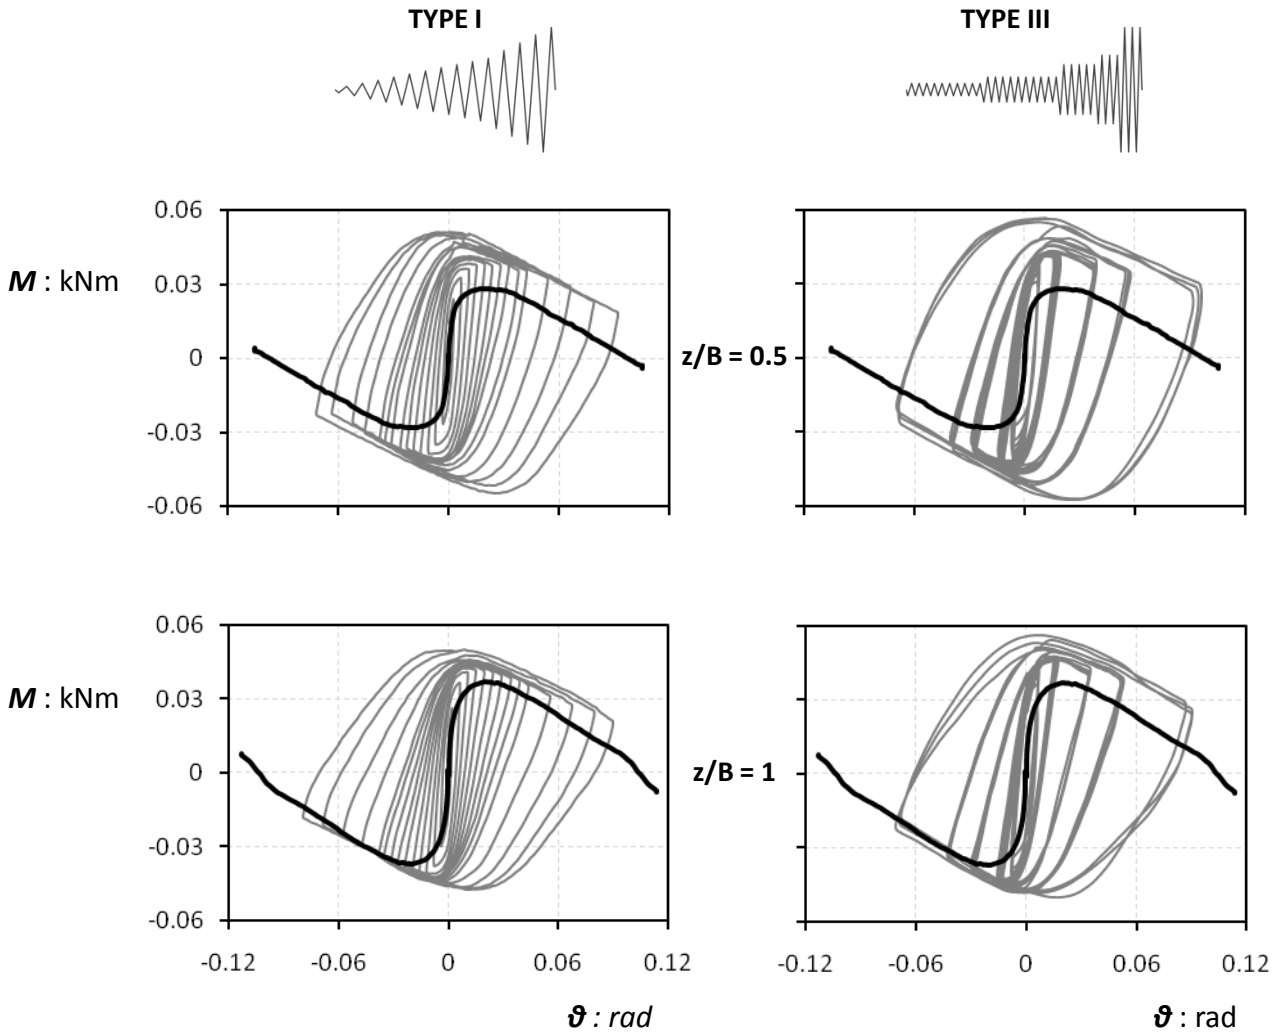 TYPE I
TYPE III
0.06
M : kNm
0.03
0
-0.03
-0.06
z/B = 0.5
0.06
M : kNm
0.03
0
-0.03
-0.06
z/B = 1
-0.12 -0.06 0 0.06 0.12
-0.12 -0.06 0 0.06 0.12
ϑ : rad
ϑ : rad